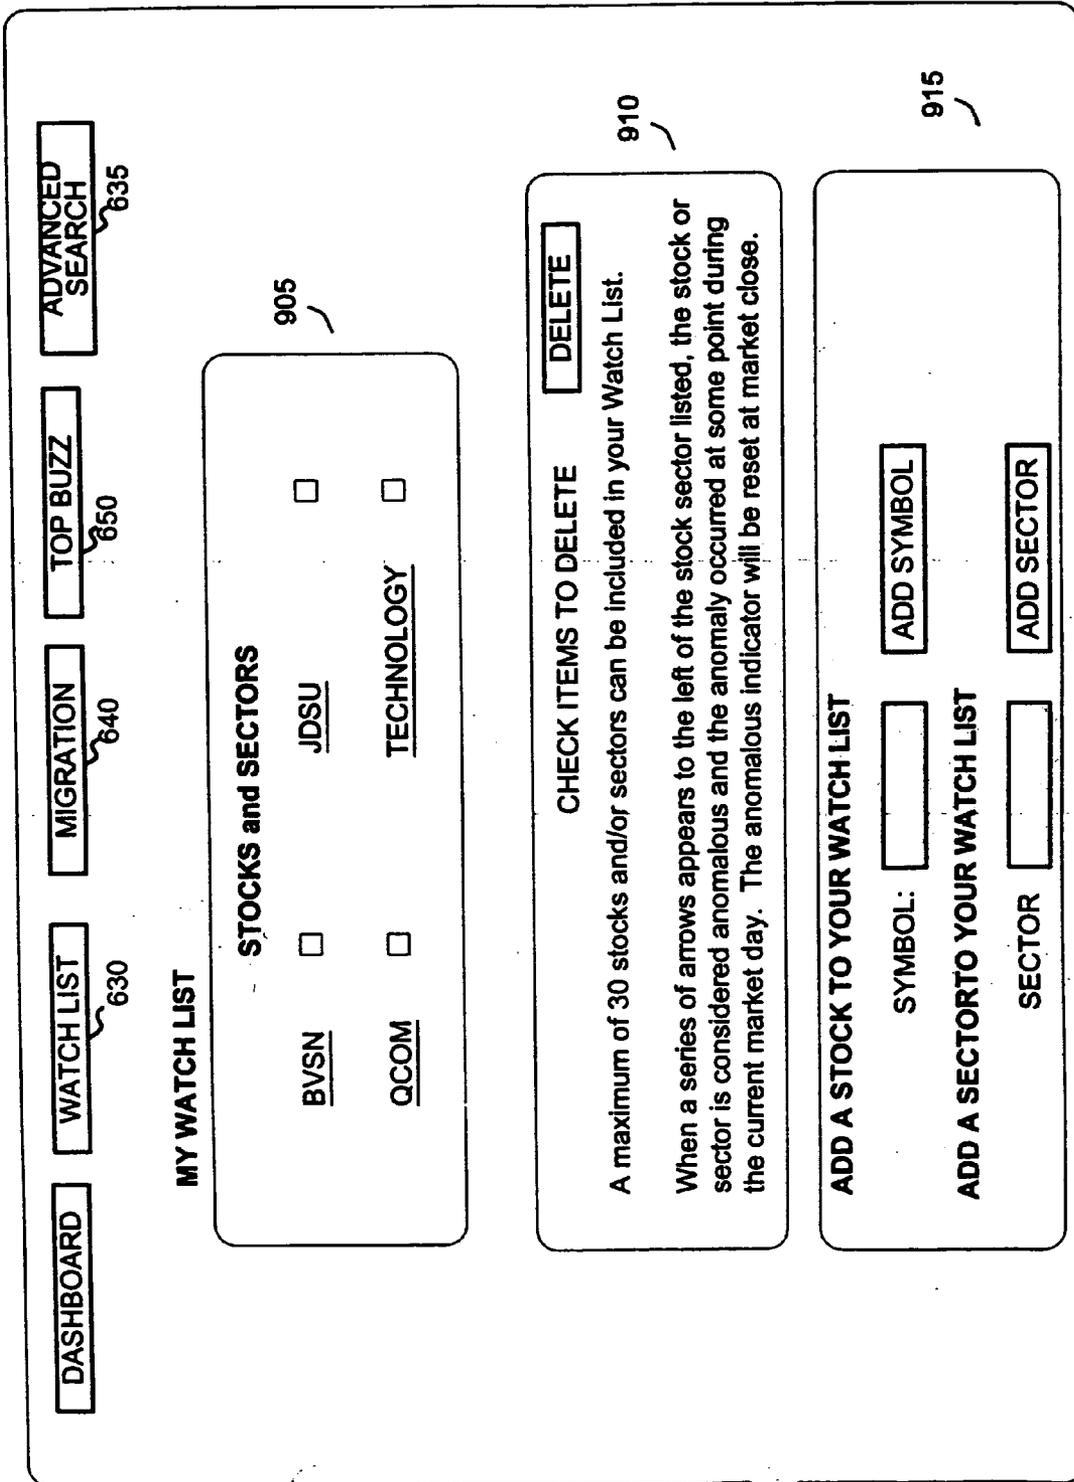 DASHBOARD
WATCH LIST
630
MIGRATION
640
TOP BUZZ
650
ADVANCED
SEARCH
635
MY WATCH LIST
905
STOCKS and SECTORS
BVSN JDSU
QCOM TECHNOLOGY
910
CHECK ITEMS TO DELETE DELETE
A maximum of 30 stocks and/or sectors can be included in your Watch List.
When a series of arrows appears to the left of the stock sector listed, the stock or
sector is considered anomalous and the anomaly occurred at some point during
the current market day. The anomalous indicator will be reset at market close.
915
ADD A STOCK TO YOUR WATCH LIST
SYMBOL: ADD SYMBOL
ADD A SECTORTO YOUR WATCH LIST
SECTOR ADD SECTOR